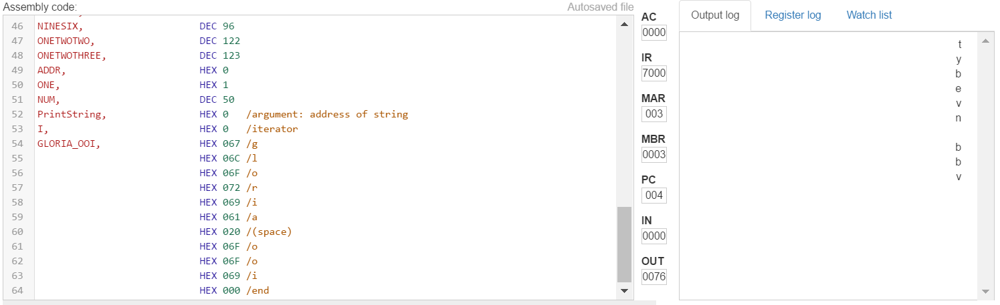 Assembly code: Autosaved file
46 NINESIX, DEC 96
47 ONETWOTWO, DEC 122
48 ONETWOTHREE, DEC 123
49 ADDR, HEX 0
50 ONE, HEX 1
51 NUM, DEC 50
52 PrintString, HEX 0 /argument: address of string
53 I, HEX 0 /iterator
54 GLORIA_OOI, HEX 067 /g
55 HEX 06C /l
56 HEX 06F /o
57 HEX 072 /r
58 HEX 069 /i
59 HEX 061 /a
60 HEX 020 /(space)
61 HEX 06F /o
62 HEX 06F /o
63 HEX 069 /i
64 HEX 000 /end
AC
0000
IR
7000
MAR
003
MBR
0003
PC
004
IN
0000
OUT
0076
Output log Register log Watch list
t
y
b
e
v
n
b
b
v